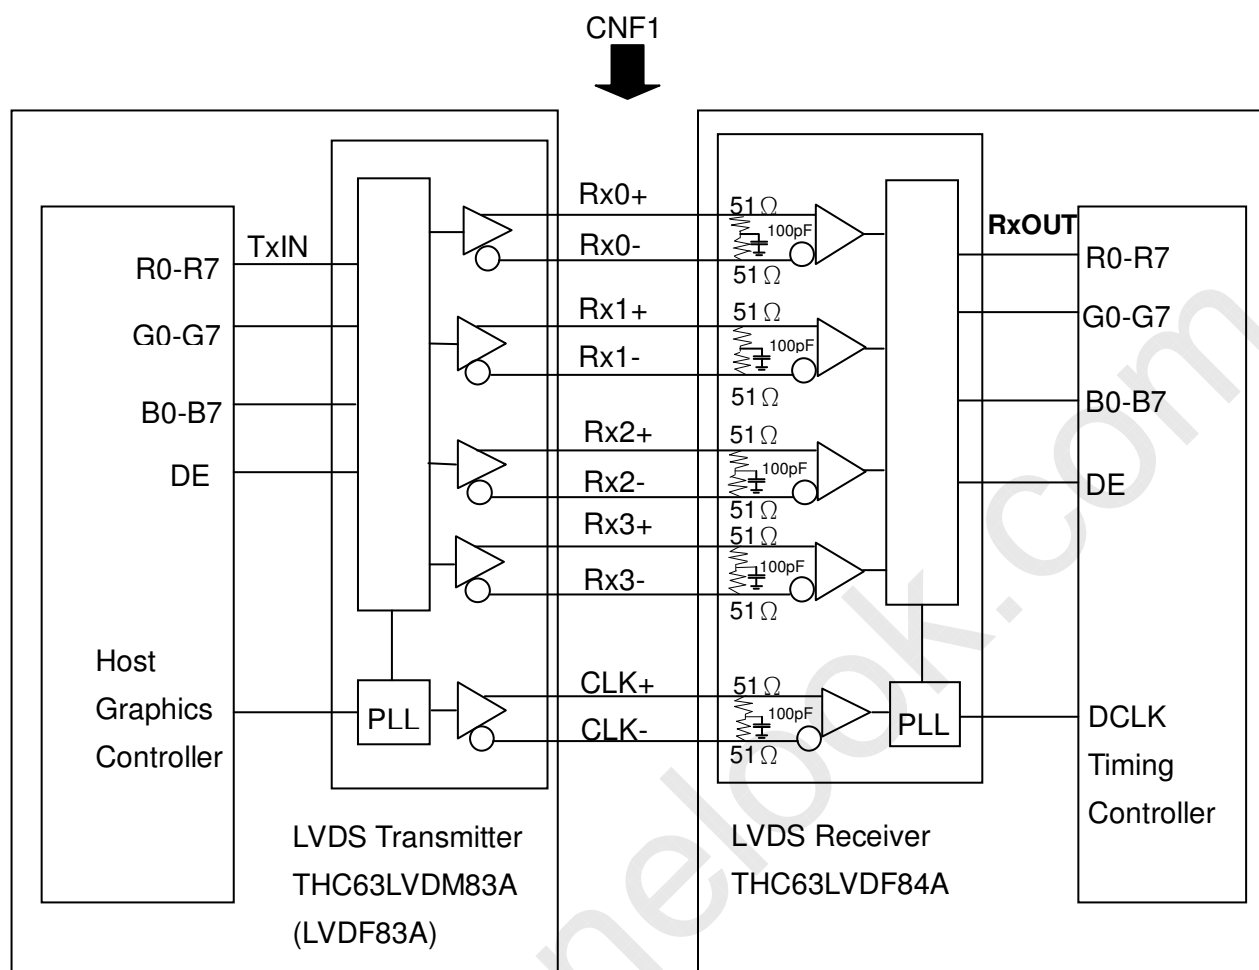 CNF1
Rx0+
Rx0-
Rx1+
Rx1-
Rx2+
Rx2-
Rx3+
Rx3-
CLK+
CLK-
TxIN
R0-R7
G0-G7
B0-B7
DE
Host
Graphics
Controller
PLL
LVDS Transmitter
THC63LVDM83A
(LVDF83A)
51Ω
100pF
51Ω
51Ω
100pF
51Ω
51Ω
100pF
51Ω
51Ω
100pF
51Ω
51Ω
100pF
51Ω
PLL
LVDS Receiver
THC63LVDF84A
RxOUT
R0-R7
G0-G7
B0-B7
DE
DCLK
Timing
Controller
nelook.com